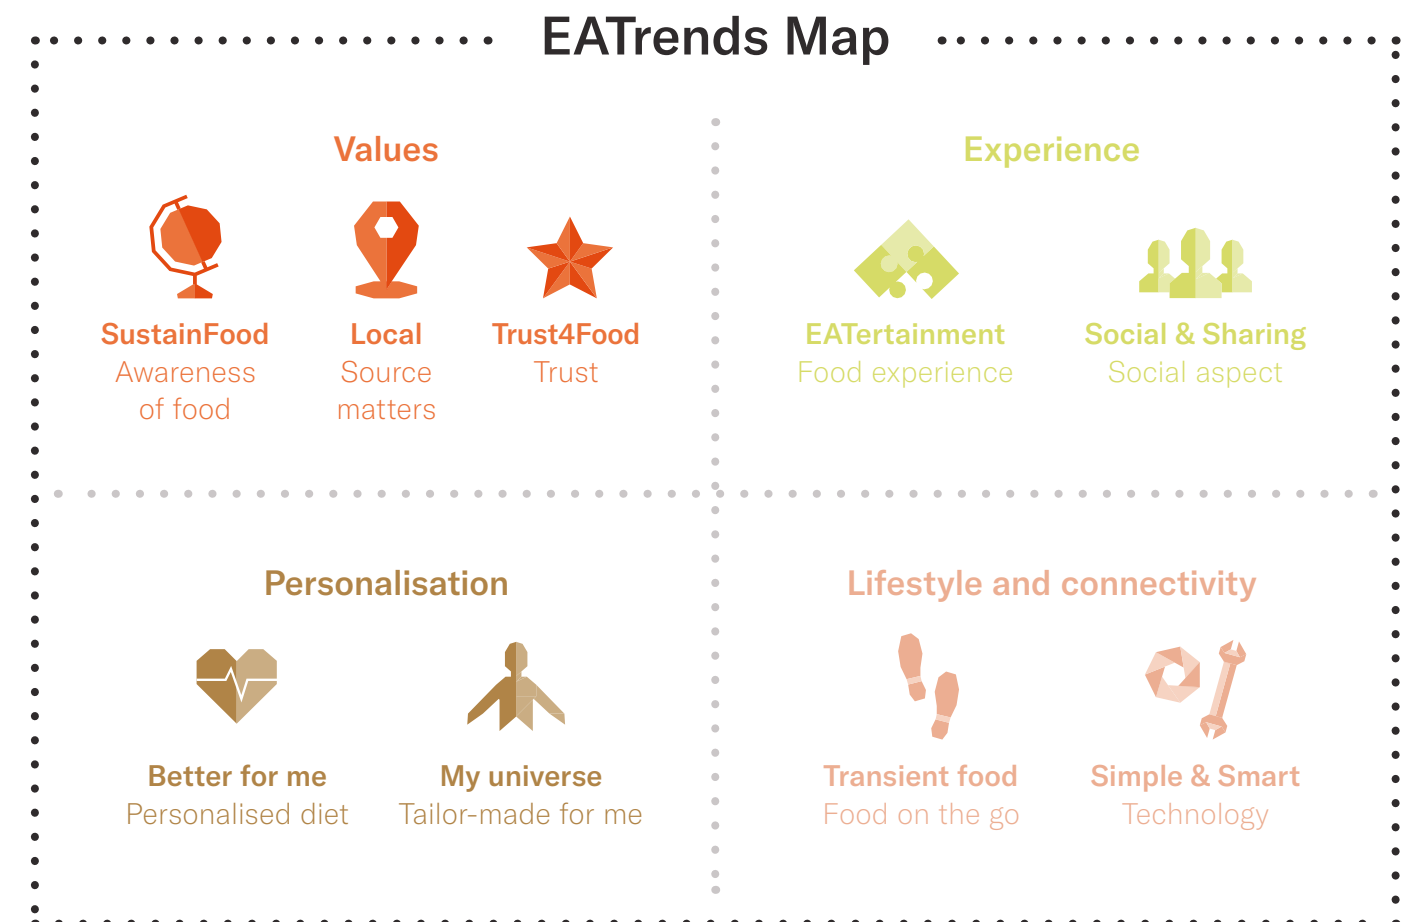 EATrends Map
Values
SustainFood
Awareness
of food
Local
Source
matters
Trust4Food
Trust
Experience
EATertainment
Food experience
Social & Sharing
Social aspect
Personalisation
Better for me
Personalised diet
My universe
Tailor-made for me
Lifestyle and connectivity
Transient food
Food on the go
Simple & Smart
Technology